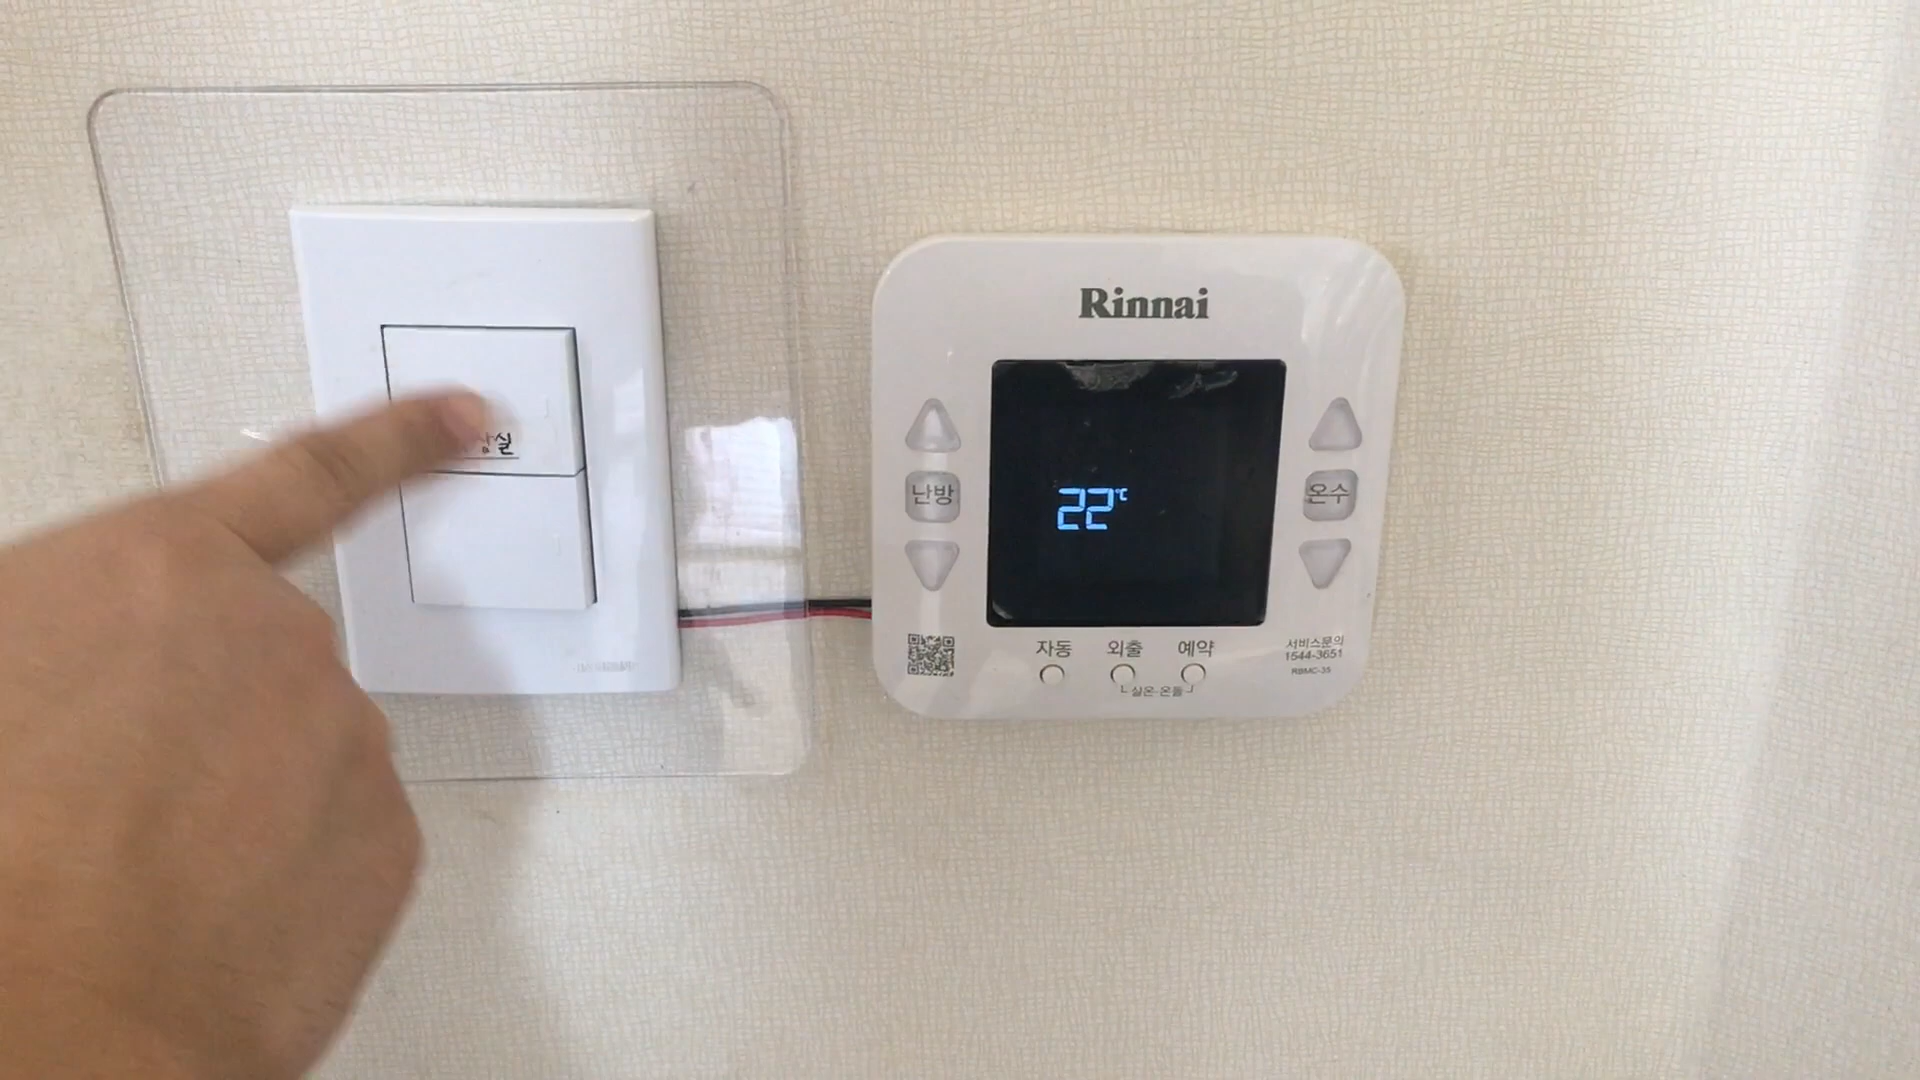 Rinnai
22℃
난방
온수
자동 외출 예약
└ 실온·온돌 ┘
서비스문의
1544-3651
RBMC-35